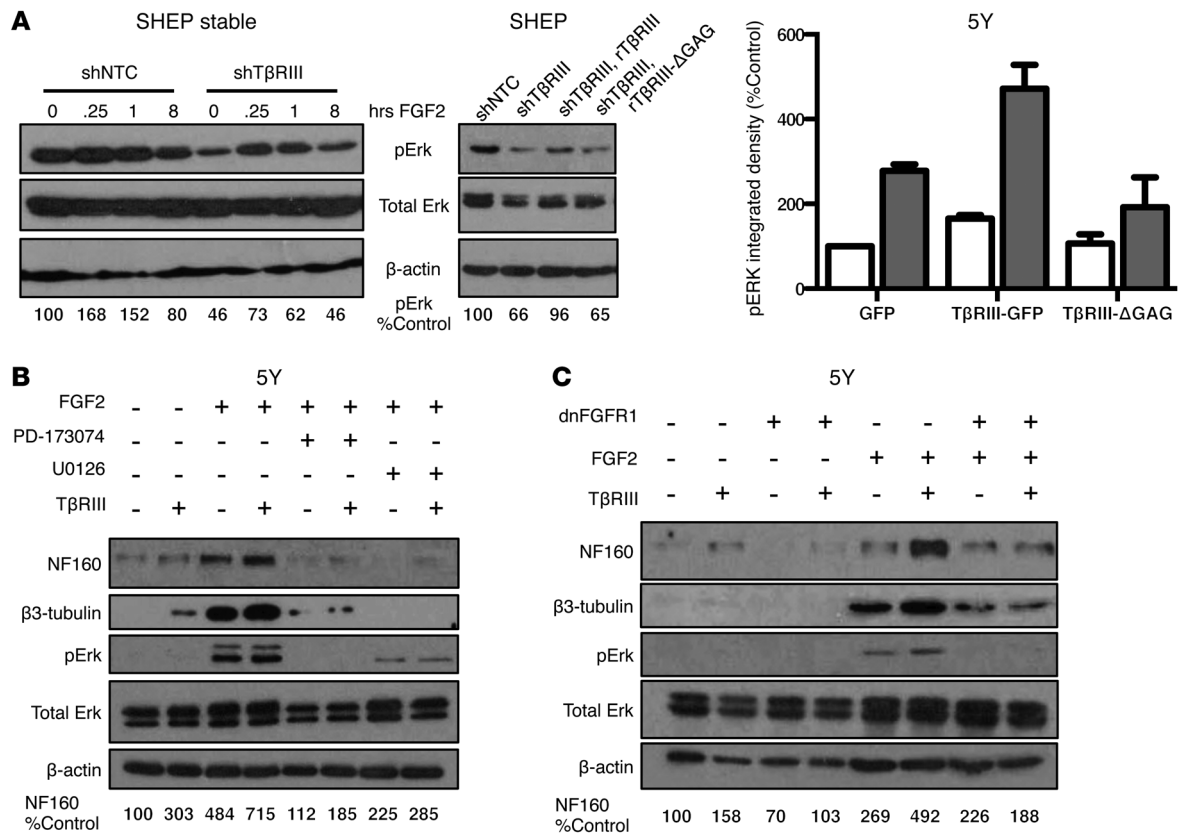 A
SHEP stable
shNTC shTβRIII
0 .25 1 8 0 .25 1 8 hrs FGF2
pErk
Total Erk
β-actin
pErk
%Control
100 168 152 80 46 73 62 46
SHEP
shNTC
shTβRIII
shTβRIII, rTβRIII
shTβRIII,
rTβRIII-ΔGAG
100 66 96 65
5Y
pERK integrated density (%Control)
600
400
200
0
GFP TβRIII-GFP TβRIII-ΔGAG
B
5Y
FGF2 - - + + + + + +
PD-173074 - - - - + + - -
U0126 - - - - - - + +
TβRIII - + - + - + - +
NF160
β3-tubulin
pErk
Total Erk
β-actin
NF160
%Control
100 303 484 715 112 185 225 285
C
5Y
dnFGFR1 - - + + - - + +
FGF2 - - - - + + + +
TβRIII - + - + - + - +
NF160
β3-tubulin
pErk
Total Erk
β-actin
NF160
%Control
100 158 70 103 269 492 226 188